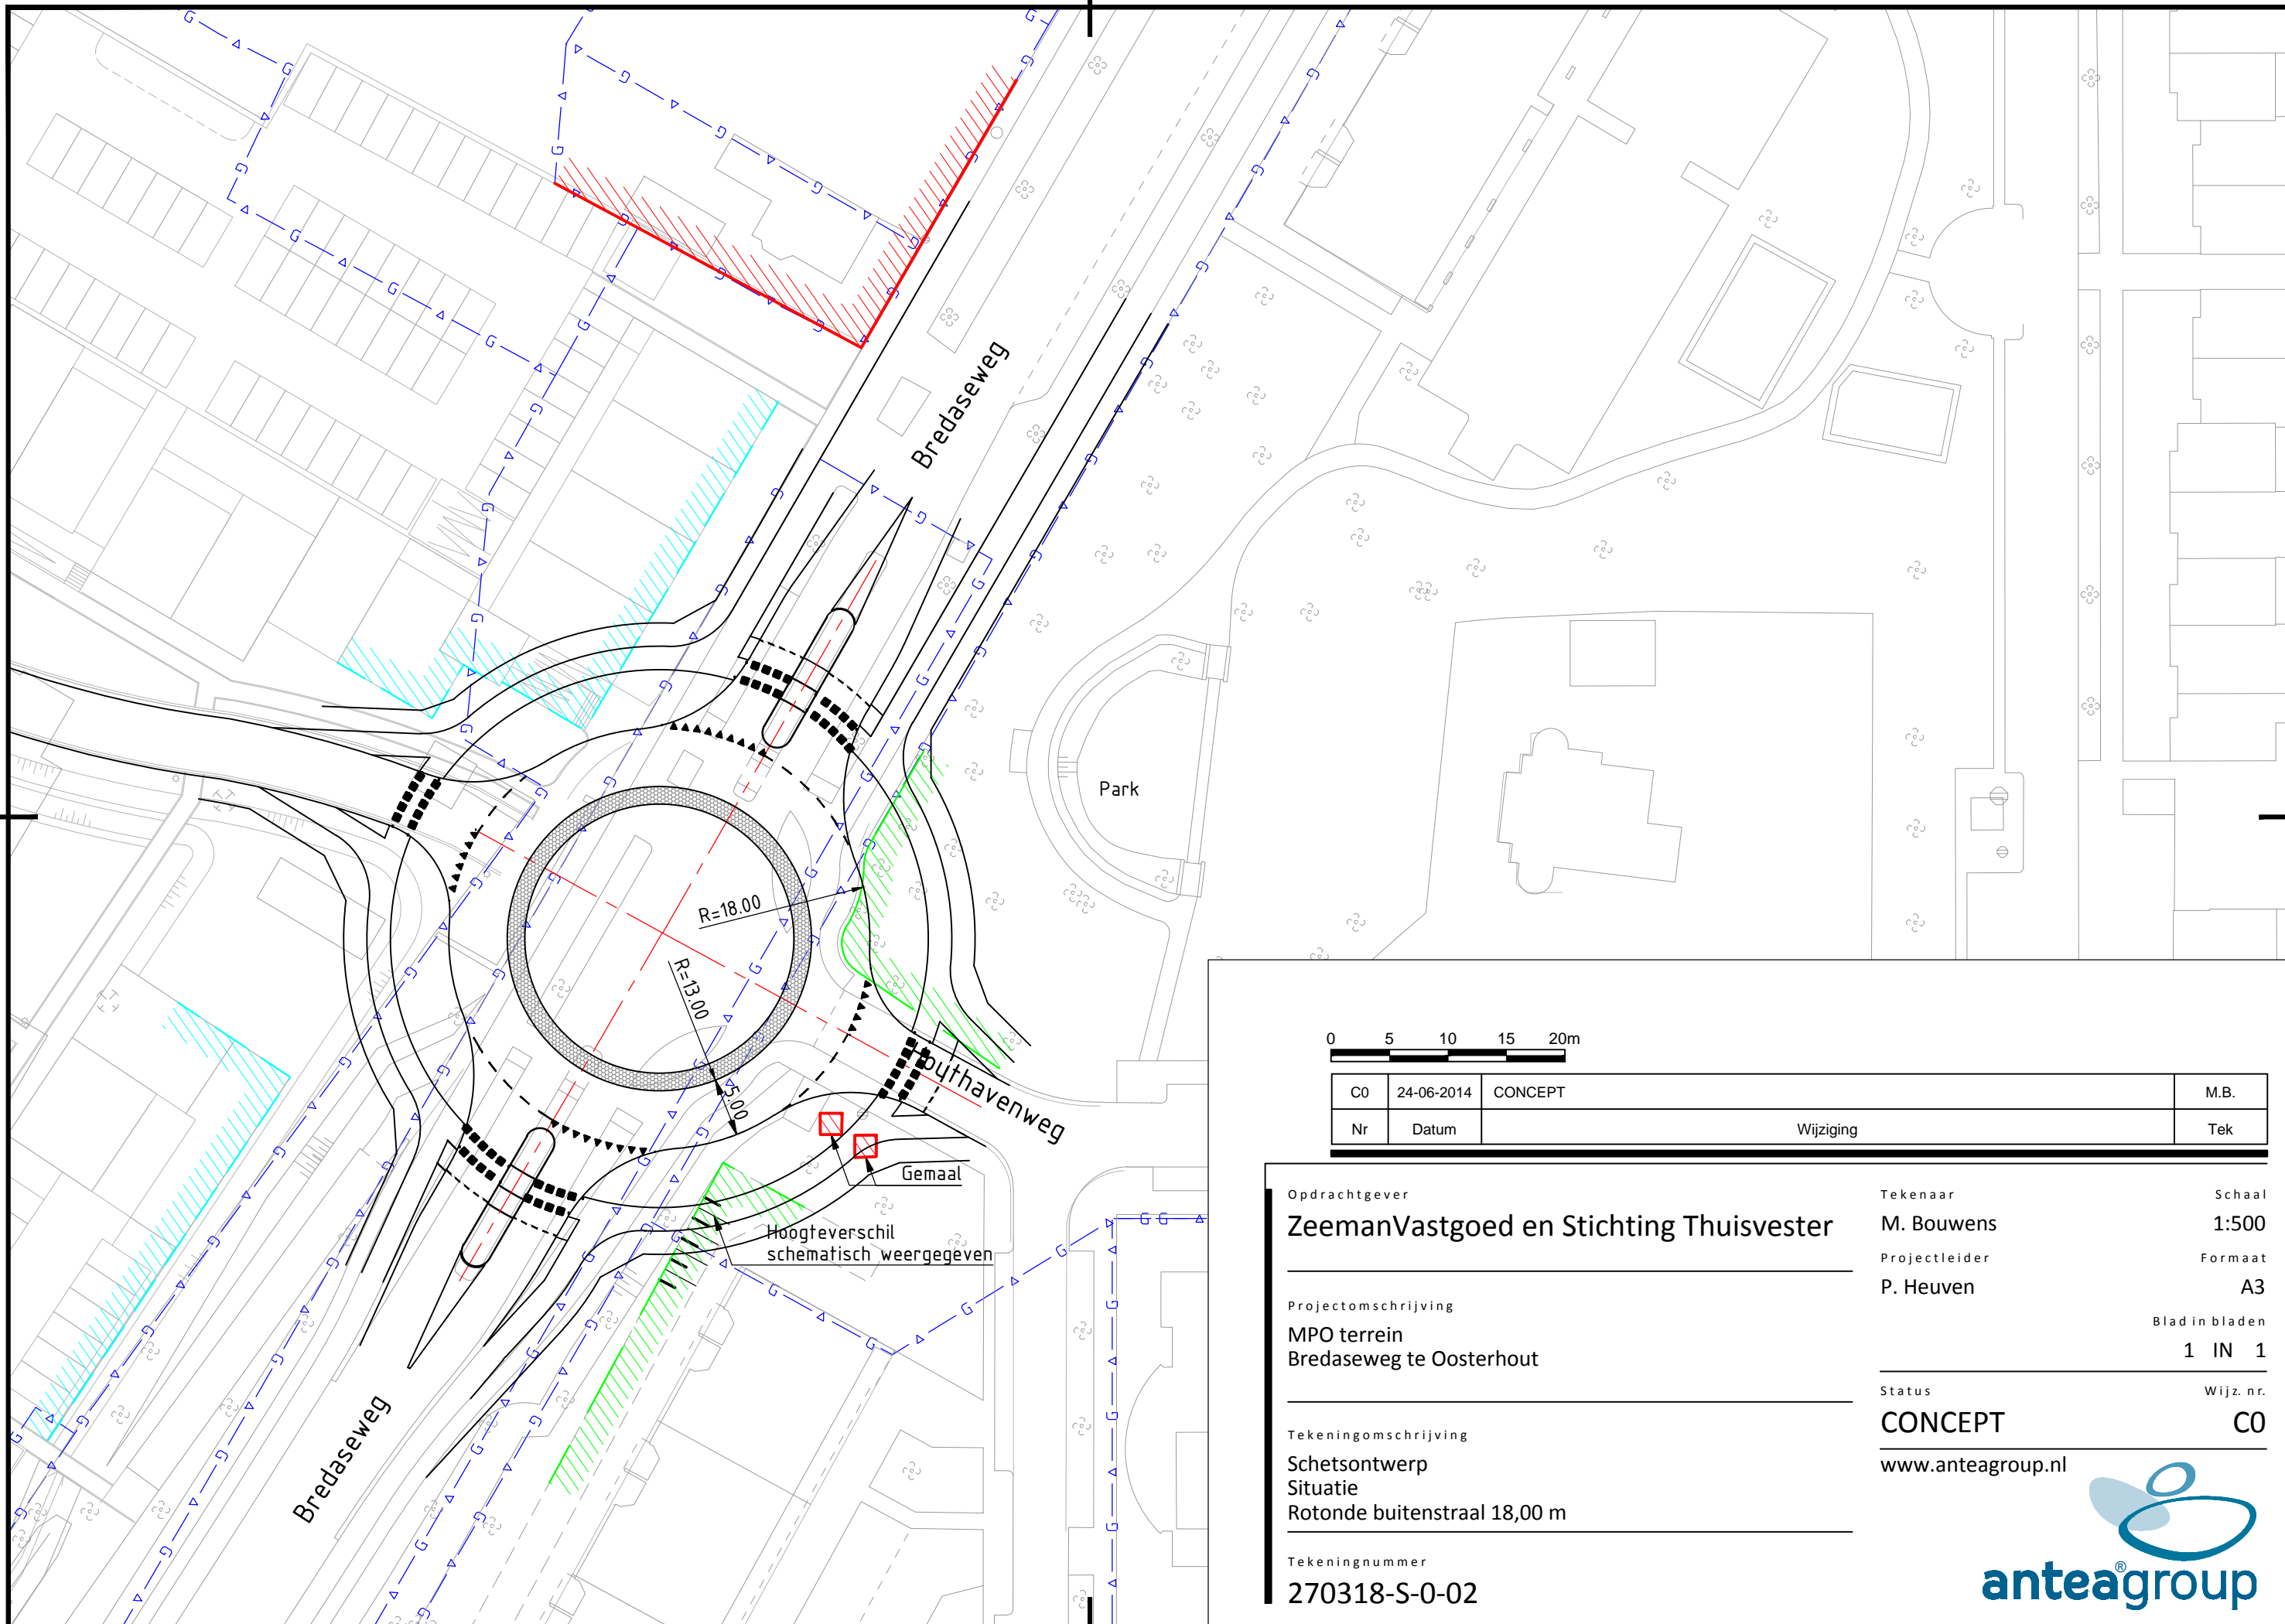 Bredaseweg
Park
R=18.00
R=13.00
5.00
Houthavenweg
Gemaal
Hoogteverschil
schematisch weergegeven
Bredaseweg
0 5 10 15 20m
C0 24-06-2014 CONCEPT M.B.
Nr Datum Wijziging Tek
Opdrachtgever
ZeemanVastgoed en Stichting Thuisvester
Projectomschrijving
MPO terrein
Bredaseweg te Oosterhout
Tekeningomschrijving
Schetsontwerp
Situatie
Rotonde buitenstraal 18,00 m
Tekeningnummer
270318-S-0-02
Tekenaar Schaal
M. Bouwens 1:500
Projectleider Formaat
P. Heuven A3
Blad in bladen
1 IN 1
Status Wijz. nr.
CONCEPT C0
www.anteagroup.nl
anteagroup®